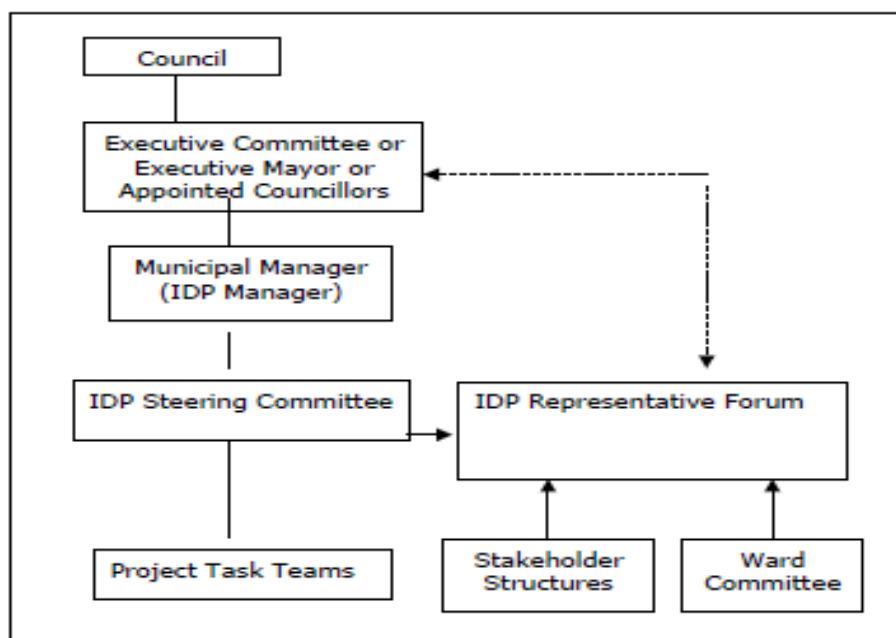 Council
Executive Committee or
Executive Mayor or
Appointed Councillors
Municipal Manager
(IDP Manager)
IDP Steering Committee
IDP Representative Forum
Project Task Teams
Stakeholder
Structures
Ward
Committee